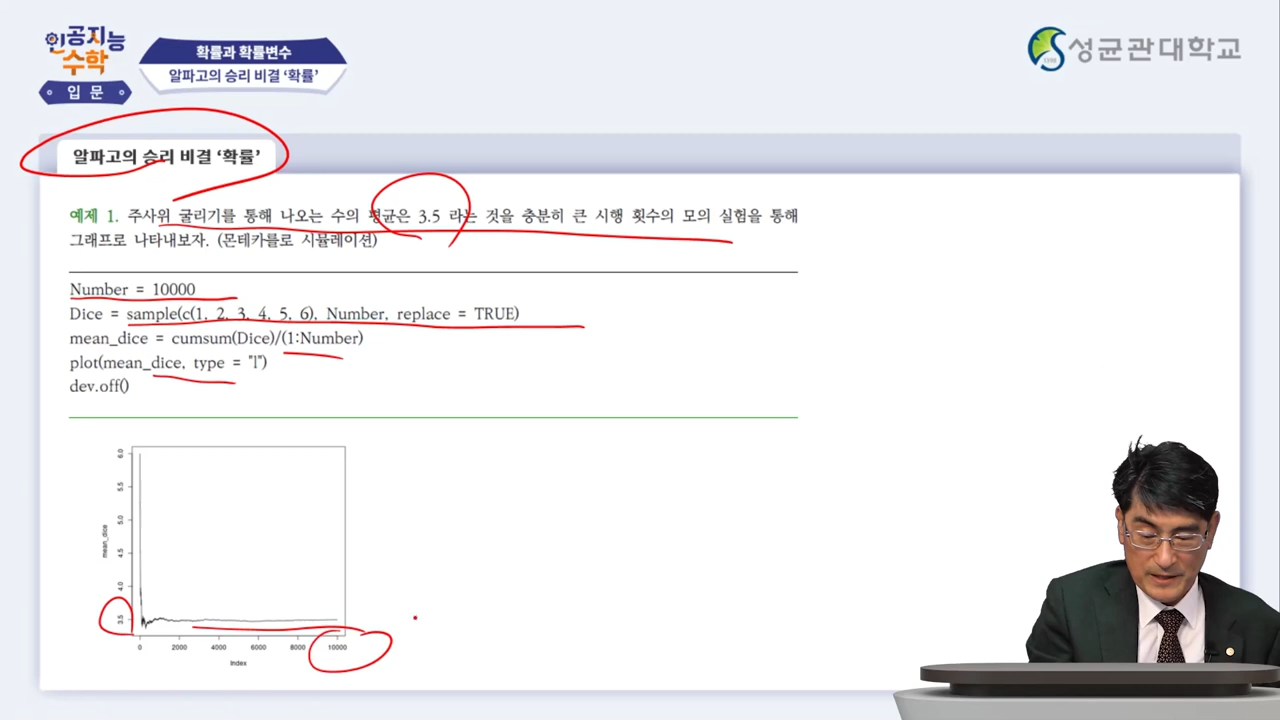 인공지능
수학
입문
확률과 확률변수
알파고의 승리 비결 ‘확률’
성균관대학교
알파고의 승리 비결 ‘확률’
예제 1. 주사위 굴리기를 통해 나오는 수의 평균은 3.5 라는 것을 충분히 큰 시행 횟수의 모의 실험을 통해
그래프로 나타내보자. (몬테카를로 시뮬레이션)
Number = 10000
Dice = sample(c(1, 2, 3, 4, 5, 6), Number, replace = TRUE)
mean_dice = cumsum(Dice)/(1:Number)
plot(mean_dice, type = "l")
dev.off()
6.0
5.5
5.0
4.5
4.0
3.5
mean_dice
0 2000 4000 6000 8000 10000
Index